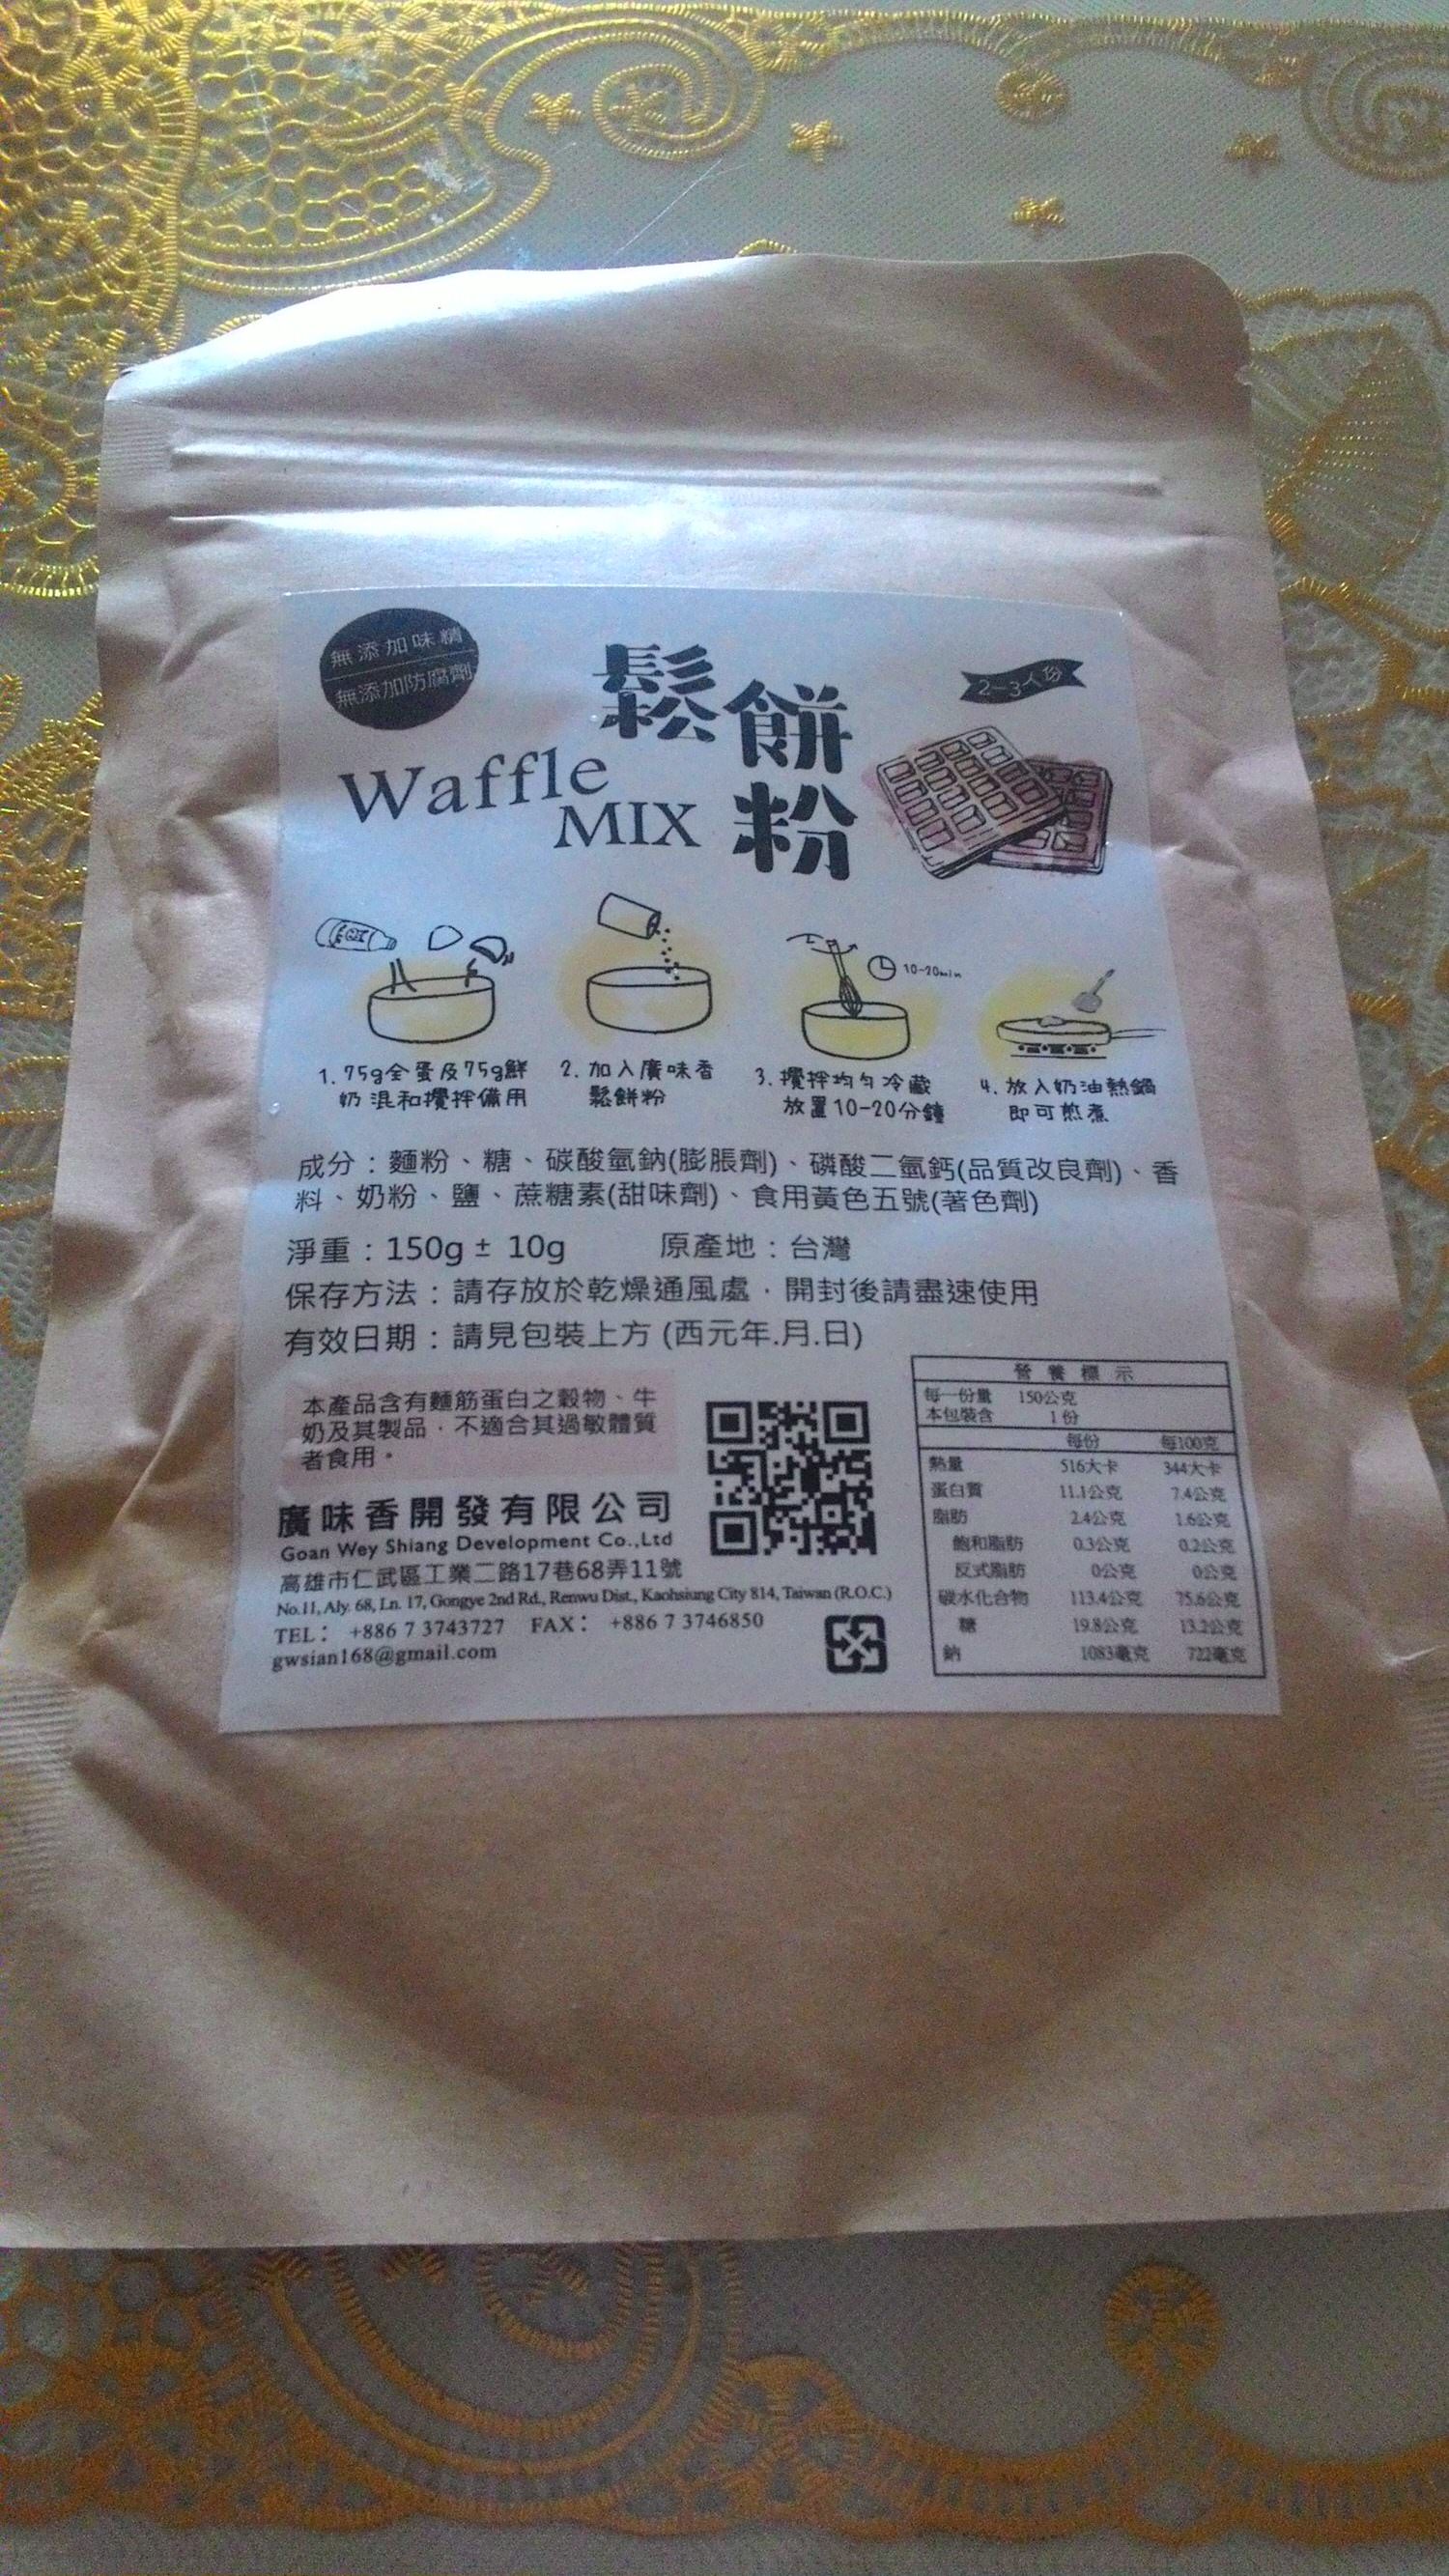 無添加味精
無添加防腐劑
鬆餅粉
Waffle
MIX
2-3人份
10-20min
1. 75g全蛋及75g鮮
奶混和攪拌備用
2. 加入廣味香
鬆餅粉
3. 攪拌均勻冷藏
放置10-20分鐘
4. 放入奶油熱鍋
即可煎煮
成分：麵粉、糖、碳酸氫鈉(膨脹劑)、磷酸二氫鈣(品質改良劑)、香
料、奶粉、鹽、蔗糖素(甜味劑)、食用黃色五號(著色劑)
淨重：150g ± 10g 原產地：台灣
保存方法：請存放於乾燥通風處，開封後請盡速使用
有效日期：請見包裝上方 (西元年.月.日)
本產品含有麵筋蛋白之穀物、牛
奶及其製品，不適合其過敏體質
者食用。
廣味香開發有限公司
Goan Wey Shiang Development Co.,Ltd
高雄市仁武區工業二路17巷68弄11號
No.11, Aly. 68, Ln. 17, Gongye 2nd Rd., Renwu Dist., Kaohsiung City 814, Taiwan (R.O.C.)
TEL： +886 7 3743727 FAX： +886 7 3746850
gwsian168@gmail.com
營養標示
每一份量 150公克
本包裝含 1份
每份 每100克
熱量 516大卡 344大卡
蛋白質 11.1公克 7.4公克
脂肪 2.4公克 1.6公克
飽和脂肪 0.3公克 0.2公克
反式脂肪 0公克 0公克
碳水化合物 113.4公克 75.6公克
糖 19.8公克 13.2公克
鈉 1083毫克 722毫克